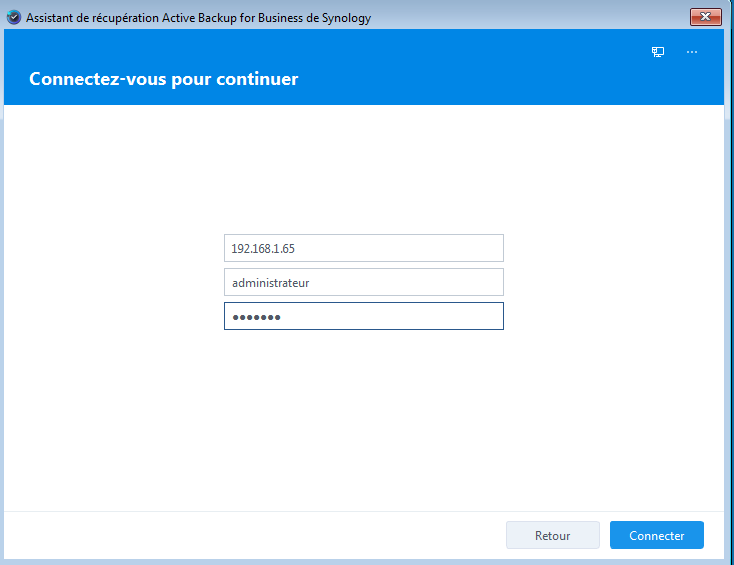 Assistant de récupération Active Backup for Business de Synology
Connectez-vous pour continuer
192.168.1.65
administrateur
•••••••
Retour
Connecter